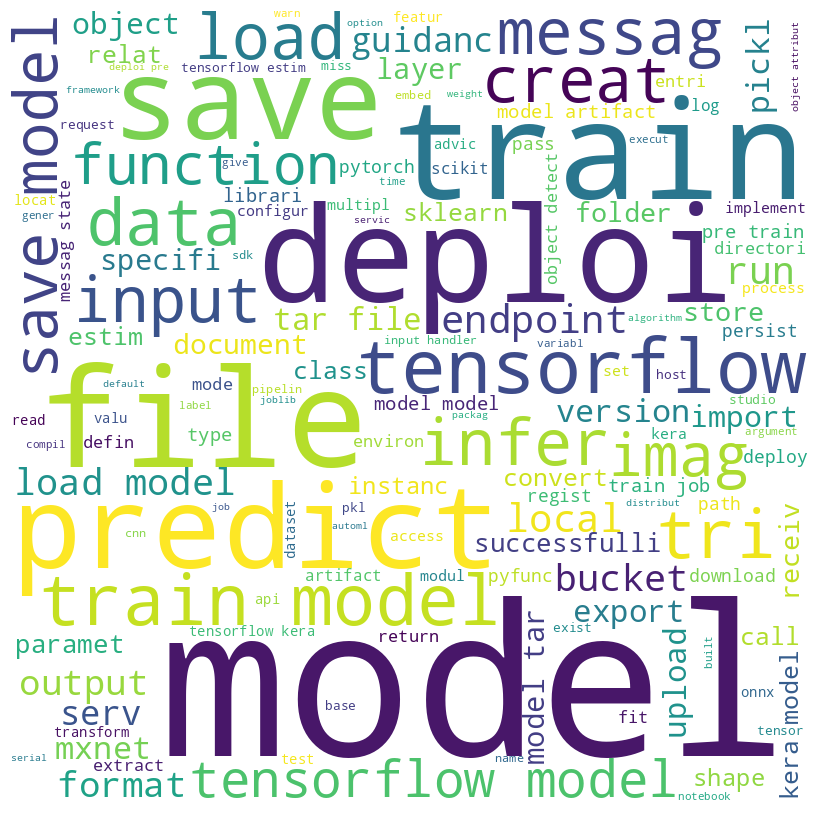 warn
option
featur
object
load
guidanc
messag
relat
deploi pre
tensorflow estim
miss
layer
creat
pickl
object attribut
save model
framework
save
embed
weight
model artifact
entri
log
request
train
function
give
pytorch
advic
scikit
pass
execut
time
locat
gener
messag state
data
librari
configur
multipl
servic
sklearn
object detect
folder
implement
pre train
directori
specifi
sdk
deploi
run
process
input
tar file
endpoint
algorithm
store
persist
estim
document
input handler
variabl
class
tensorflow
file
default
mode
pipelin
joblib
set
host
studio
read
valu
label
model model
packag
version
import
argument
compil
defin
type
environ
infer
imag
kera
deploy
load model
instanc
convert
regist
train job
path
predict
job
automl
dataset
pkl
access
local
distribut
tri
receiv
cnn
successfulli
train model
artifact
modul
pyfunc
bucket
download
api
export
paramet
tensorflow kera
return
model
exist
model tar
upload
built
call
kera model
output
serv
base
fit
onnx
transform
mxnet
extract
test
name
tensor
serial
format
tensorflow model
shape
notebook